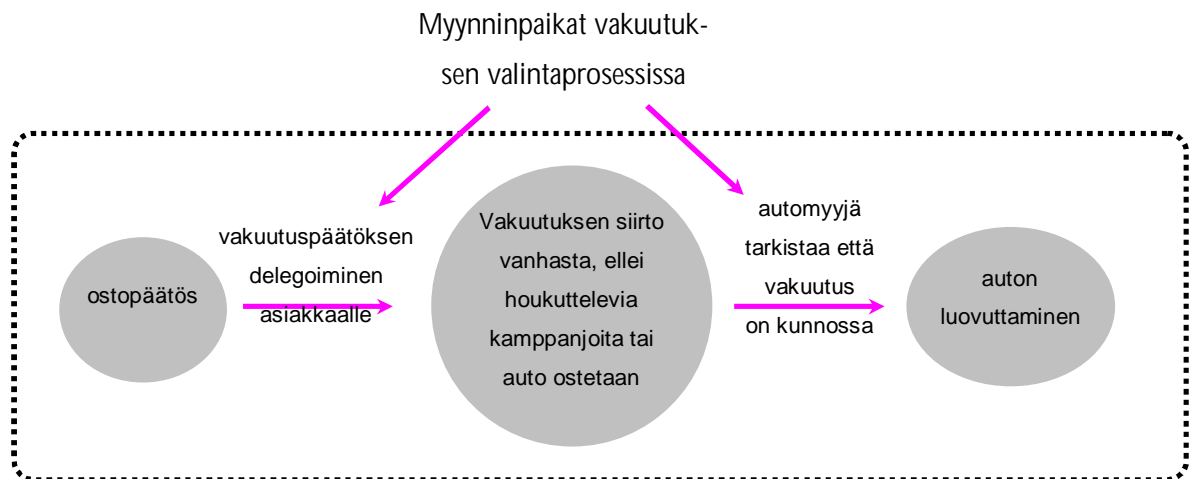 Myynninpaikat vakuutuk-
sen valintaprosessissa
ostopäätös
vakuutuspäätöksen
delegoiminen
asiakkaalle
Vakuutuksen siirto
vanhasta, ellei
houkuttelevia
kamppanjoita tai
auto ostetaan
automyyjä
tarkistaa että
vakuutus
on kunnossa
auton
luovuttaminen